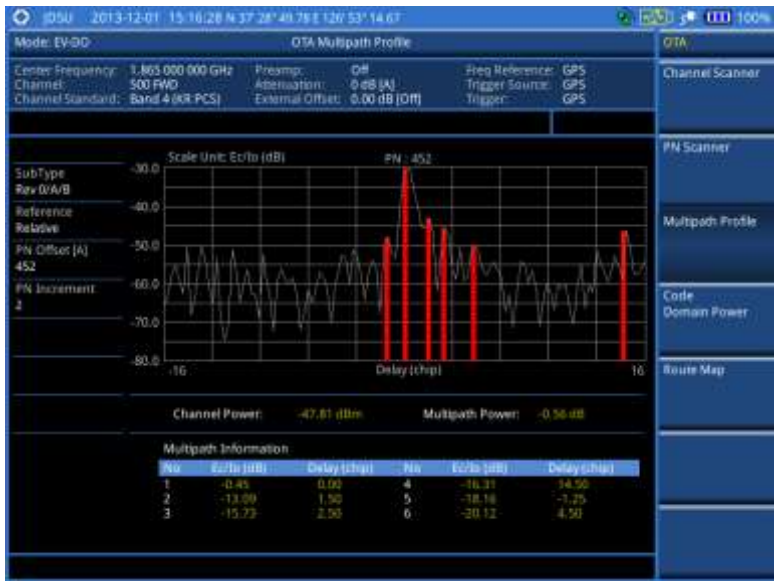 JDSU 2013-12-01 15:16:28 N 37°28'49.78 E 126°53'14.67 100%
Mode: EV-DO OTA Multipath Profile OTA
Center Frequency: 1.865 000 000 GHz Preamp: Off Freq Reference: GPS
Channel: 500 FWD Attenuation: 0 dB [A] Trigger Source: GPS
Channel Standard: Band 4 (KR PCS) External Offset: 0.00 dB [Off] Trigger: GPS
Channel Scanner
PN Scanner
Multipath Profile
Code
Domain Power
Route Map
SubType
Rev 0/A/B
Reference
Relative
PN Offset [A]
452
PN Increment
2
Scale Unit: Ec/Io (dB) PN : 452
-30.0
-40.0
-50.0
-60.0
-70.0
-80.0
-16 Delay (chip) 16
Channel Power: -47.81 dBm Multipath Power: -0.56 dB
Multipath Information
No Ec/Io (dB) Delay (chip) No Ec/Io (dB) Delay (chip)
1 -0.45 0.00 4 -16.31 14.50
2 -13.09 1.50 5 -18.16 -1.25
3 -15.73 2.50 6 -20.12 4.50